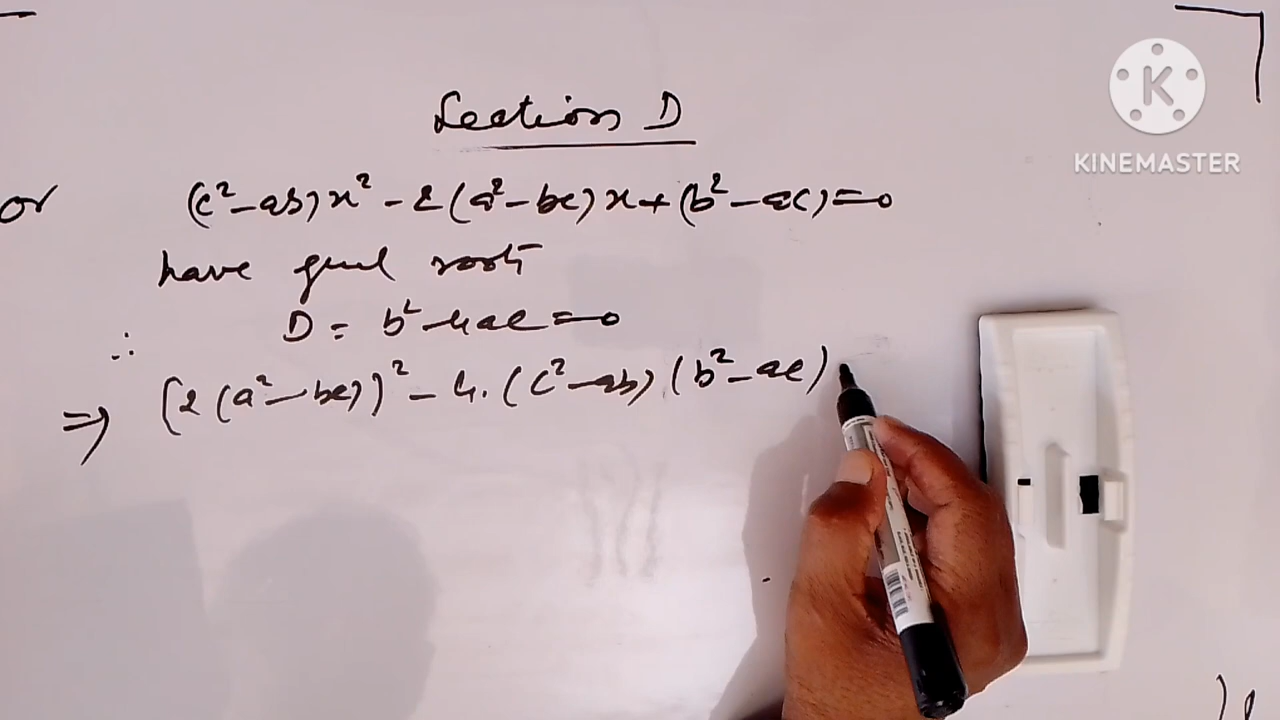 Section D
or (c²-ab)x² - 2(a²-bc)x + (b²-ac)=0
have equal roots
∴ D = b²-4ac=0
⇒ (2(a²-bc))² - 4.(c²-ab)(b²-ac)
K
KINEMASTER